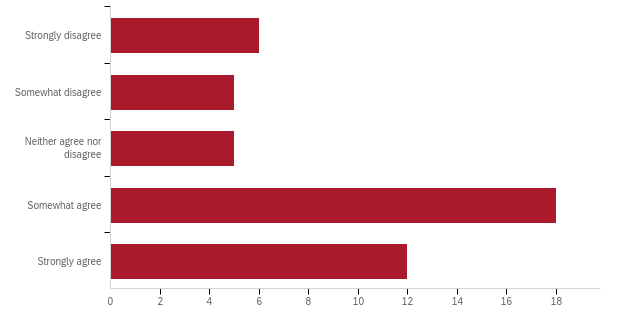 Strongly disagree
Somewhat disagree
Neither agree nor
disagree
Somewhat agree
Strongly agree
0 2 4 6 8 10 12 14 16 18